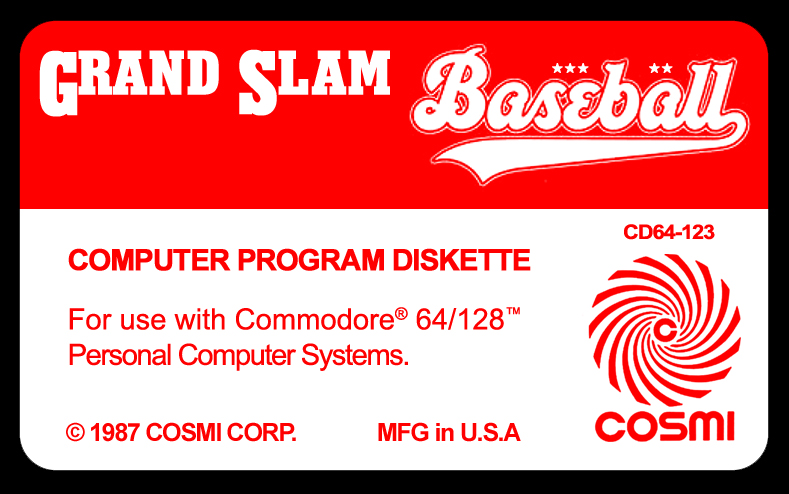 GRAND SLAM Baseball
CD64-123
COMPUTER PROGRAM DISKETTE
For use with Commodore® 64/128™
Personal Computer Systems.
C
COSMI
© 1987 COSMI CORP. MFG in U.S.A